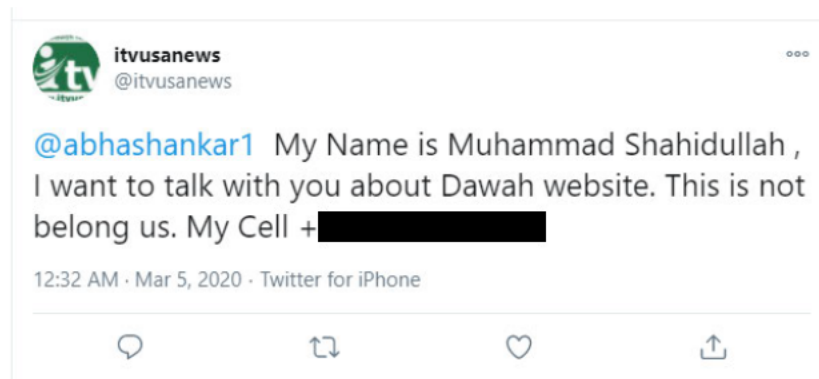 itvusanews
@itvusanews
itv
@abhashankar1 My Name is Muhammad Shahidullah ,
I want to talk with you about Dawah website. This is not
belong us. My Cell +
12:32 AM · Mar 5, 2020 · Twitter for iPhone